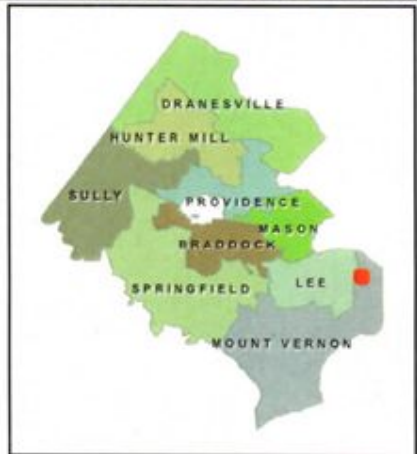 DRANESVILLE
HUNTER MILL
SULLY
PROVIDENCE
MASON
BRADDOCK
LEE
SPRINGFIELD
MOUNT VERNON